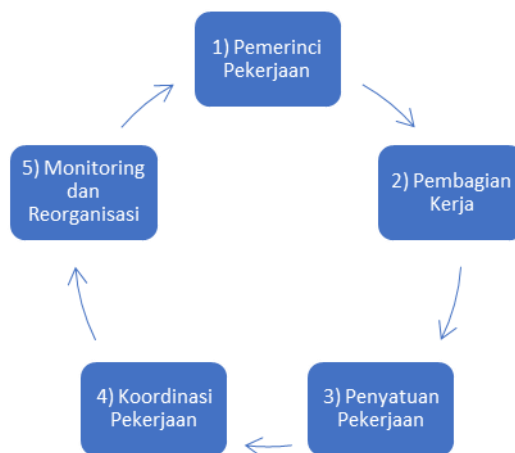 1) Pemerinci
Pekerjaan
2) Pembagian
Kerja
3) Penyatuan
Pekerjaan
4) Koordinasi
Pekerjaan
5) Monitoring
dan
Reorganisasi